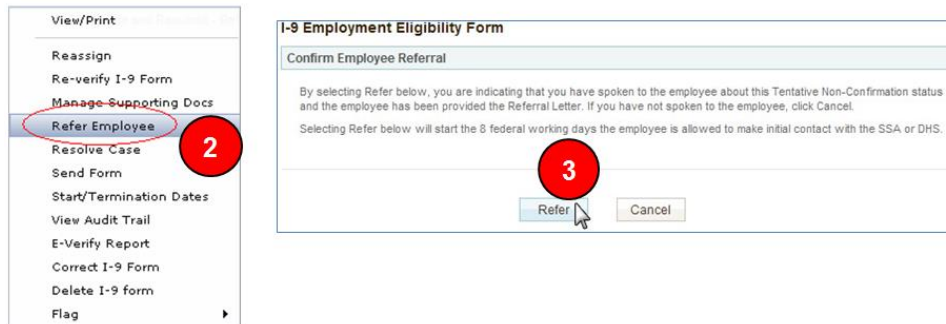 View/Print
Reassign
Re-verify I-9 Form
Manage Supporting Docs
Refer Employee
Resolve Case
Send Form
Start/Termination Dates
View Audit Trail
E-Verify Report
Correct I-9 Form
Delete I-9 form
Flag
2
I-9 Employment Eligibility Form
Confirm Employee Referral
By selecting Refer below, you are indicating that you have spoken to the employee about this Tentative Non-Confirmation status
and the employee has been provided the Referral Letter. If you have not spoken to the employee, click Cancel.
Selecting Refer below will start the 8 federal working days the employee is allowed to make initial contact with the SSA or DHS.
3
Refer
Cancel